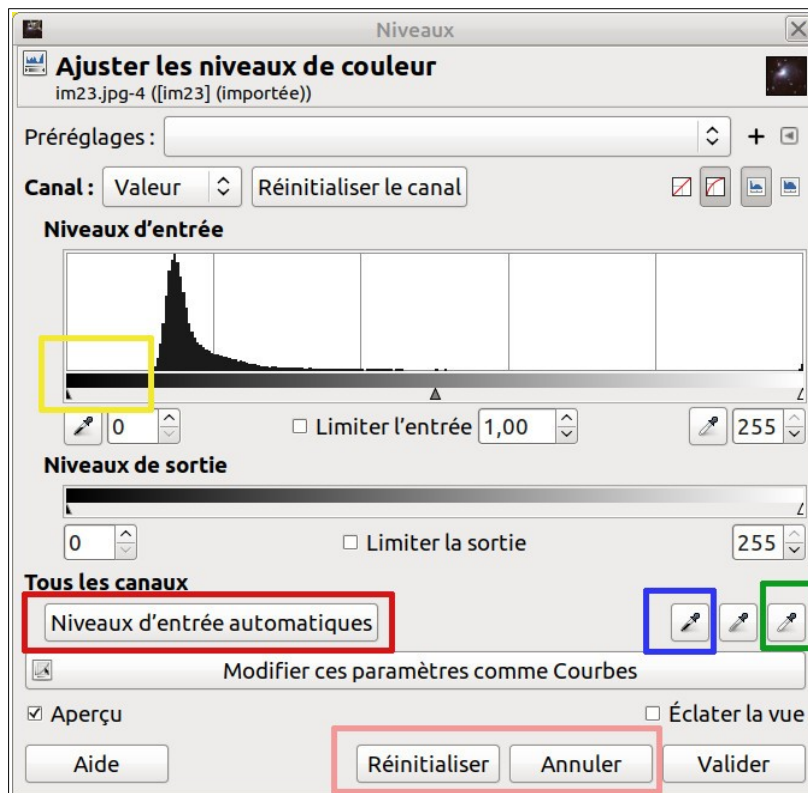 Niveaux
Ajuster les niveaux de couleur
im23.jpg-4 ([im23] (importée))
Préréglages :
Canal : Valeur Réinitialiser le canal
Niveaux d'entrée
0 Limiter l'entrée 1,00 255
Niveaux de sortie
0 Limiter la sortie 255
Tous les canaux
Niveaux d'entrée automatiques
Modifier ces paramètres comme Courbes
Aperçu Éclater la vue
Aide Réinitialiser Annuler Valider